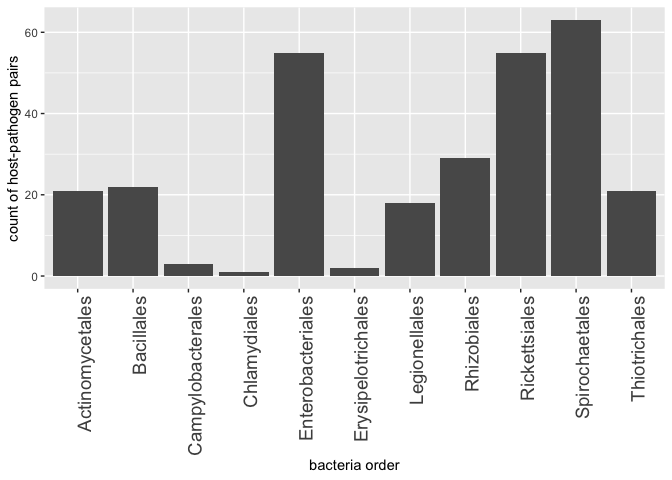 count of host-pathogen pairs
60
40
20
0
Actinomycetales
Bacillales
Campylobacterales
Chlamydiales
Enterobacteriales
Erysipelotrichales
Legionellales
Rhizobiales
Rickettsiales
Spirochaetales
Thiotrichales
bacteria order